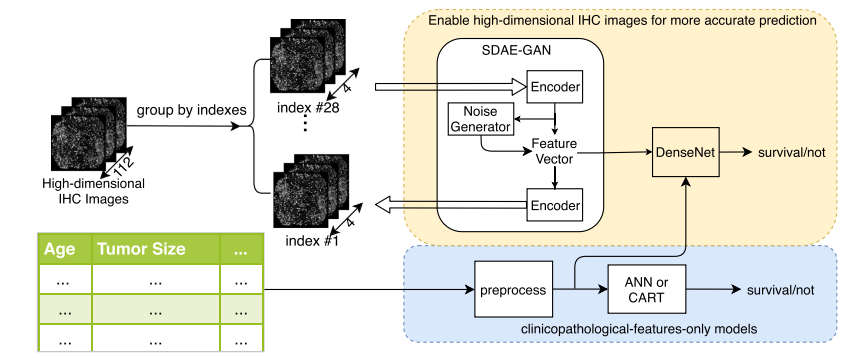 Enable high-dimensional IHC images for more accurate prediction
SDAE-GAN
index #28
4
group by indexes
112
High-dimensional
IHC Images
index #1
4
Encoder
Noise
Generator
Feature
Vector
Encoder
DenseNet
survival/not
Age Tumor Size ...
... ... ...
... ... ...
... ... ...
preprocess
ANN or
CART
survival/not
clinicopathological-features-only models